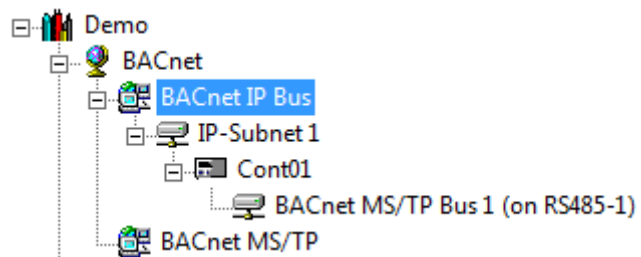 Demo
BACnet
BACnet IP Bus
IP-Subnet 1
Cont01
BACnet MS/TP Bus 1 (on RS485-1)
BACnet MS/TP